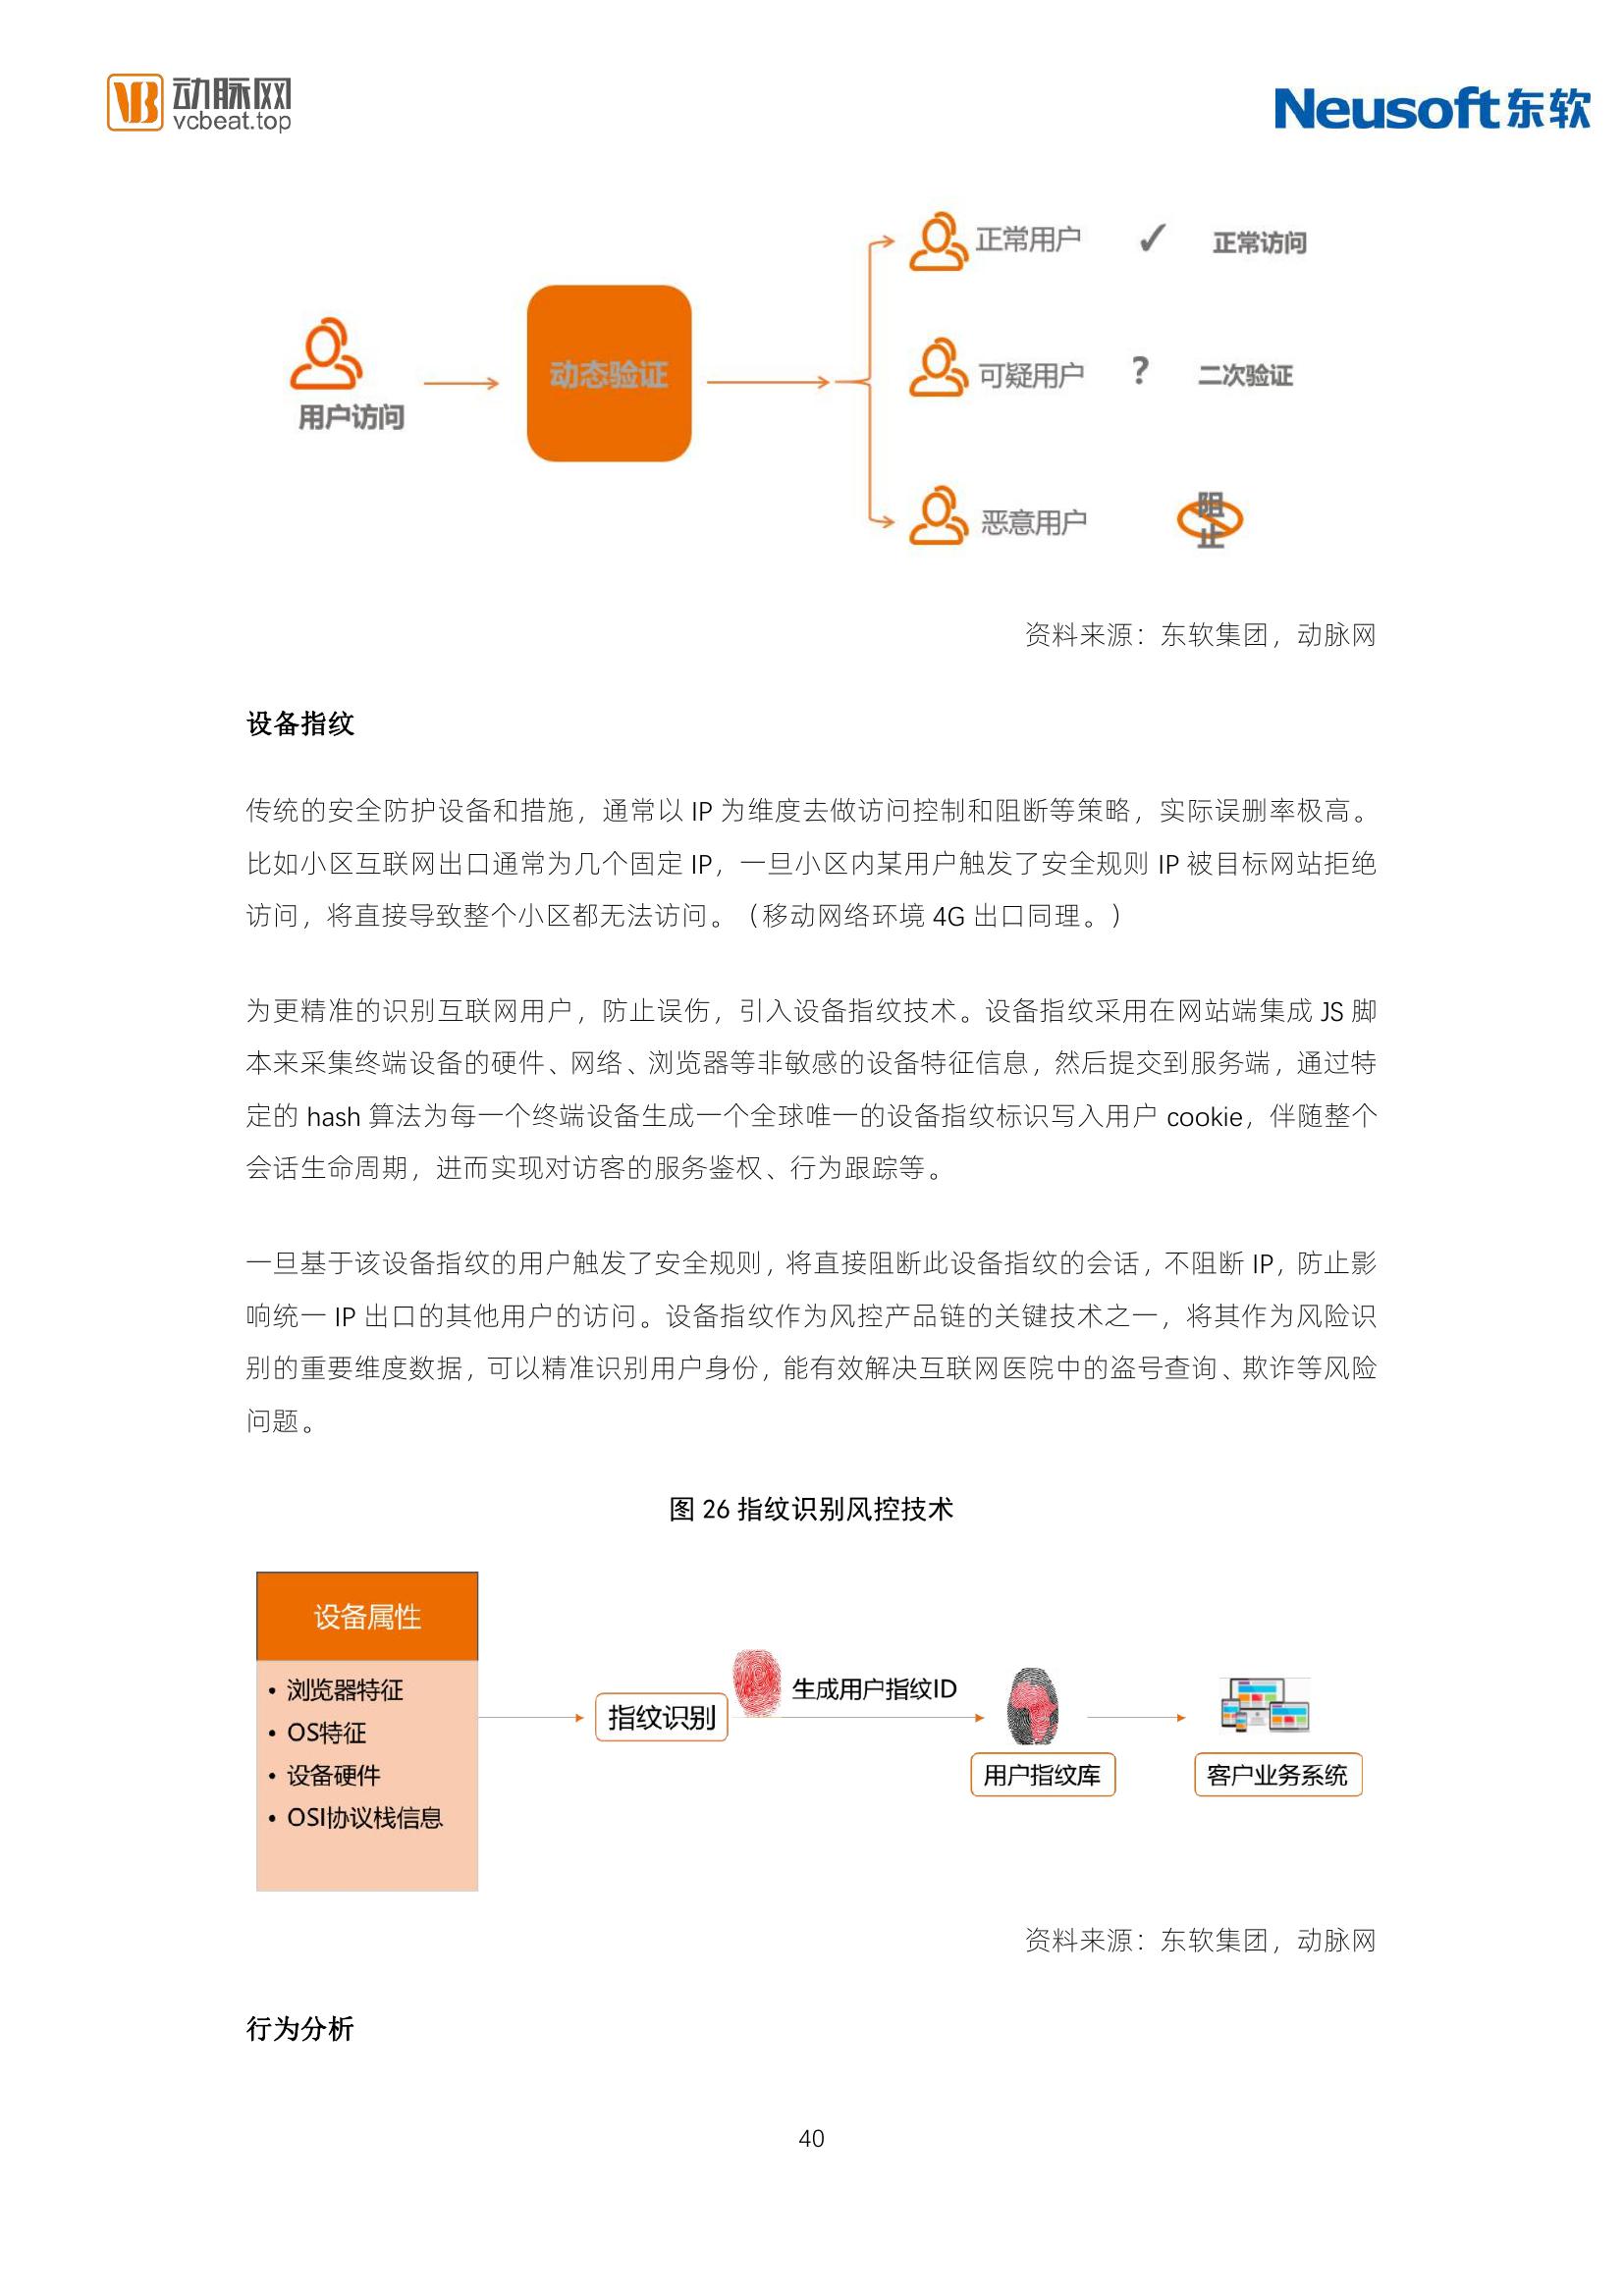 动脉网
vcbeat.top
Neusoft东软
正常用户 ✓ 正常访问
用户访问
动态验证
可疑用户 ? 二次验证
恶意用户
阻
止
资料来源：东软集团，动脉网
设备指纹
传统的安全防护设备和措施，通常以 IP 为维度去做访问控制和阻断等策略，实际误删率极高。
比如小区互联网出口通常为几个固定 IP，一旦小区内某用户触发了安全规则 IP 被目标网站拒绝
访问，将直接导致整个小区都无法访问。（移动网络环境 4G 出口同理。）
为更精准的识别互联网用户，防止误伤，引入设备指纹技术。设备指纹采用在网站端集成 JS 脚
本来采集终端设备的硬件、网络、浏览器等非敏感的设备特征信息，然后提交到服务端，通过特
定的 hash 算法为每一个终端设备生成一个全球唯一的设备指纹标识写入用户 cookie，伴随整个
会话生命周期，进而实现对访客的服务鉴权、行为跟踪等。
一旦基于该设备指纹的用户触发了安全规则，将直接阻断此设备指纹的会话，不阻断 IP，防止影
响统一 IP 出口的其他用户的访问。设备指纹作为风控产品链的关键技术之一，将其作为风险识
别的重要维度数据，可以精准识别用户身份，能有效解决互联网医院中的盗号查询、欺诈等风险
问题。
图 26 指纹识别风控技术
设备属性
• 浏览器特征
• OS特征
• 设备硬件
• OSI协议栈信息
指纹识别
生成用户指纹ID
用户指纹库
客户业务系统
资料来源：东软集团，动脉网
行为分析
40